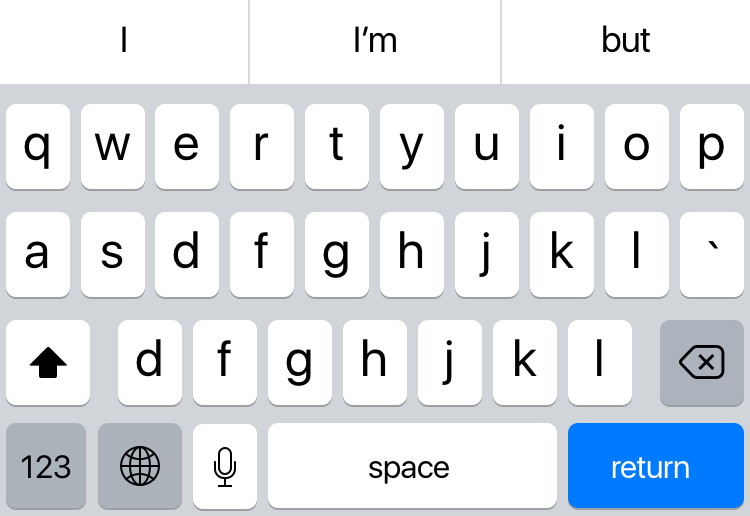 I I’m but
q w e r t y u i o p
a s d f g h j k l `
d f g h j k l
123 space return